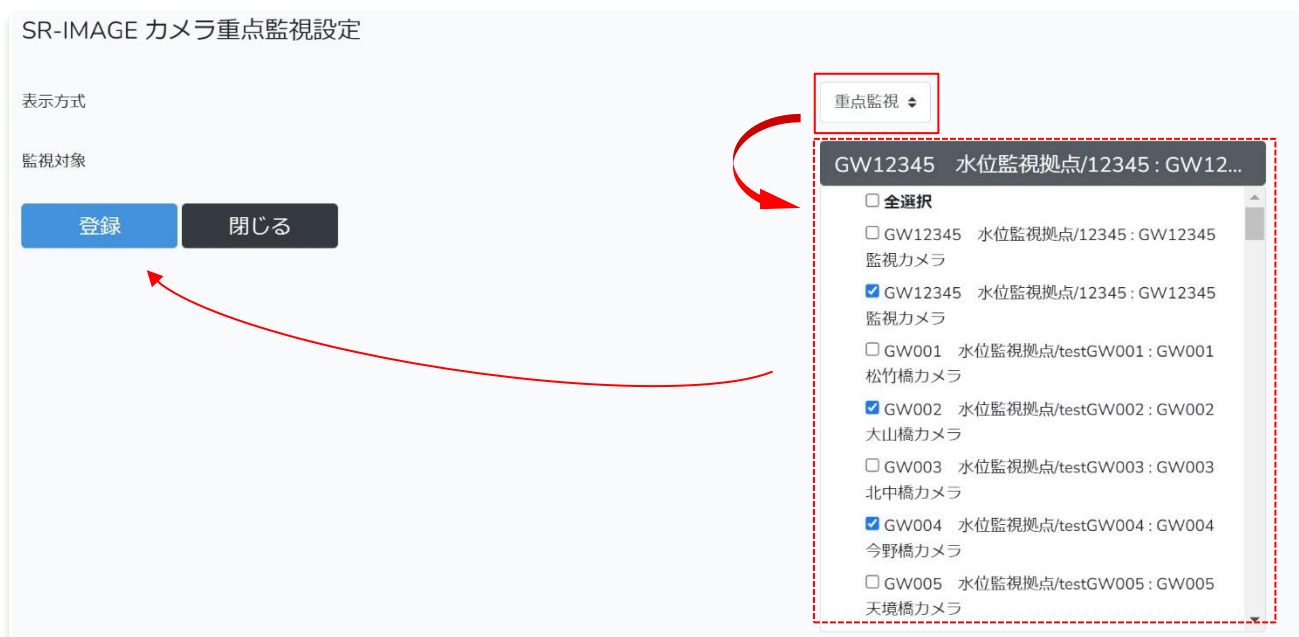 SR-IMAGE カメラ重点監視設定
表示方式
重点監視
監視対象
GW12345　水位監視拠点/12345 : GW12...
登録
閉じる
全選択
GW12345　水位監視拠点/12345 : GW12345
監視カメラ
GW12345　水位監視拠点/12345 : GW12345
監視カメラ
GW001　水位監視拠点/testGW001 : GW001
松竹橋カメラ
GW002　水位監視拠点/testGW002 : GW002
大山橋カメラ
GW003　水位監視拠点/testGW003 : GW003
北中橋カメラ
GW004　水位監視拠点/testGW004 : GW004
今野橋カメラ
GW005　水位監視拠点/testGW005 : GW005
天境橋カメラ